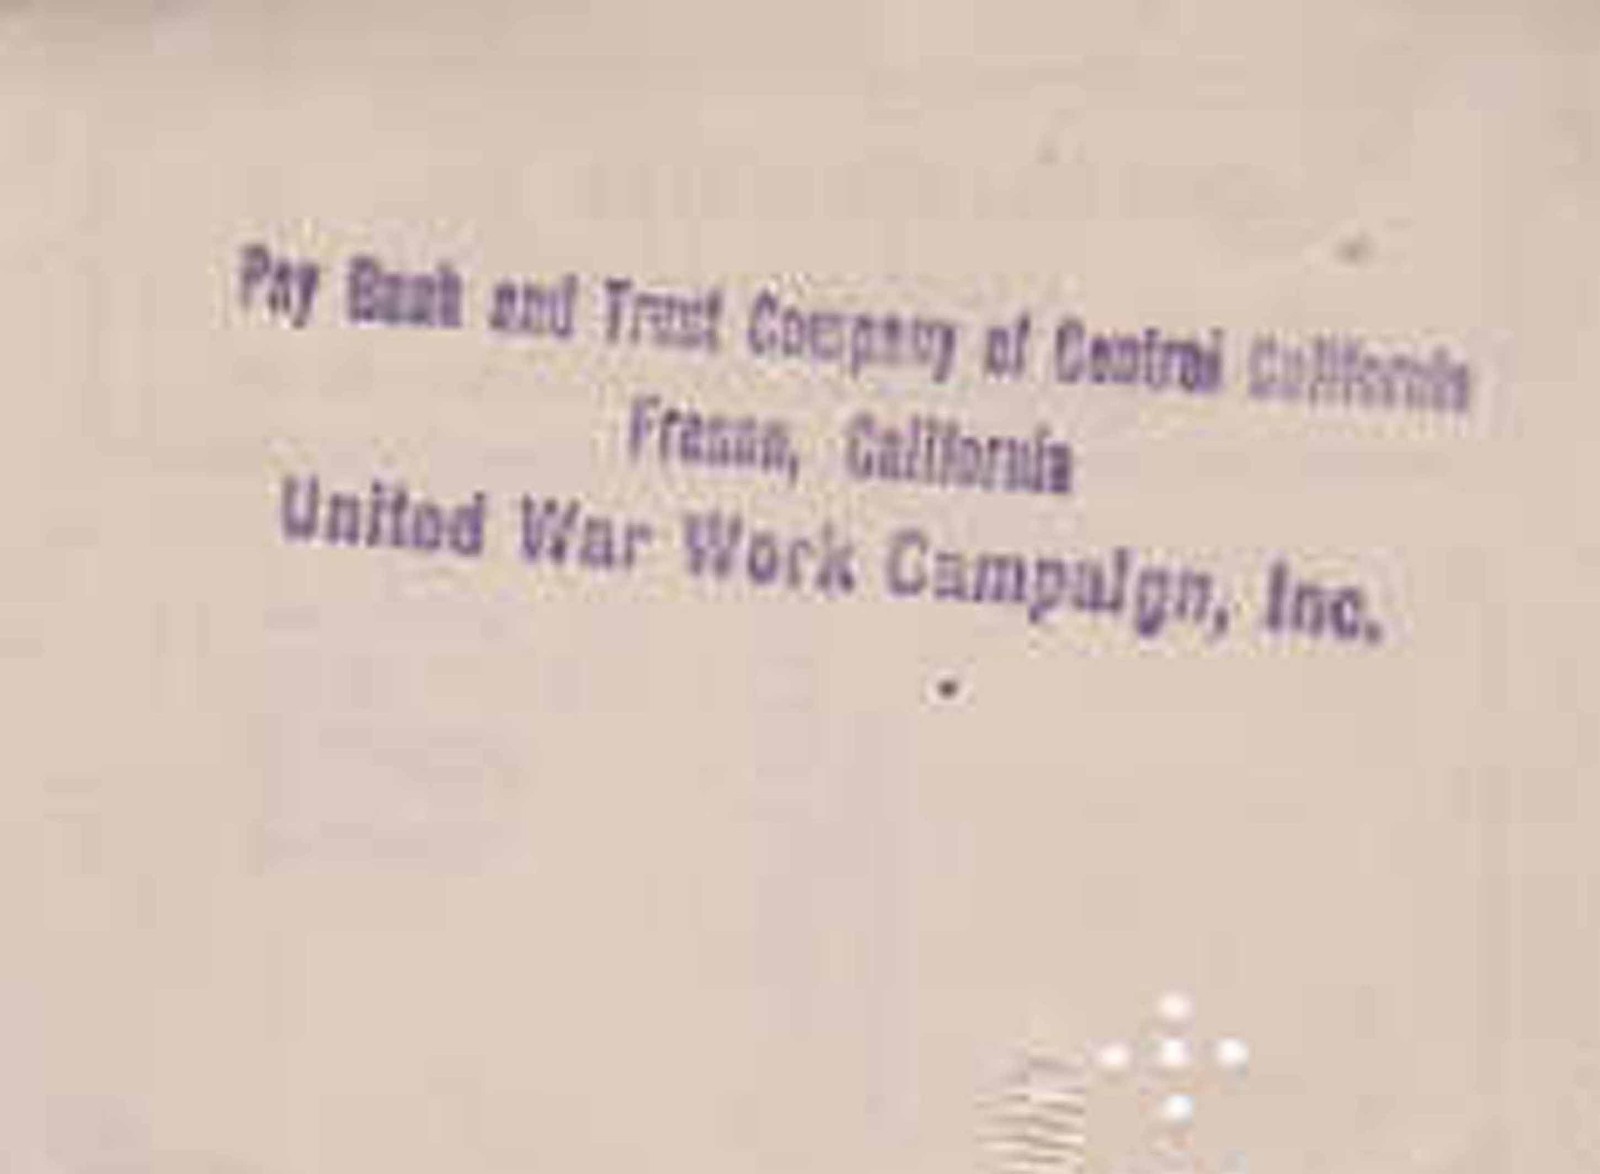 Pay Bank and Trust Company of Central California
Fresno, California
United War Work Campaign, Inc.